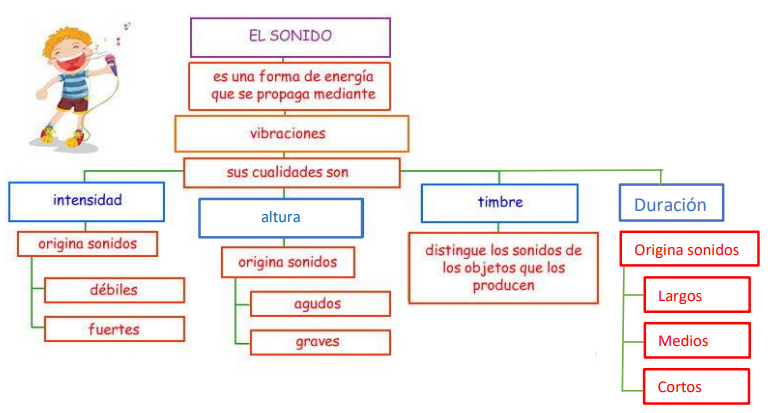 EL SONIDO
es una forma de energía
que se propaga mediante
vibraciones
sus cualidades son
intensidad
origina sonidos
débiles
fuertes
altura
origina sonidos
agudos
graves
timbre
distingue los sonidos de
los objetos que los
producen
Duración
Origina sonidos
Largos
Medios
Cortos